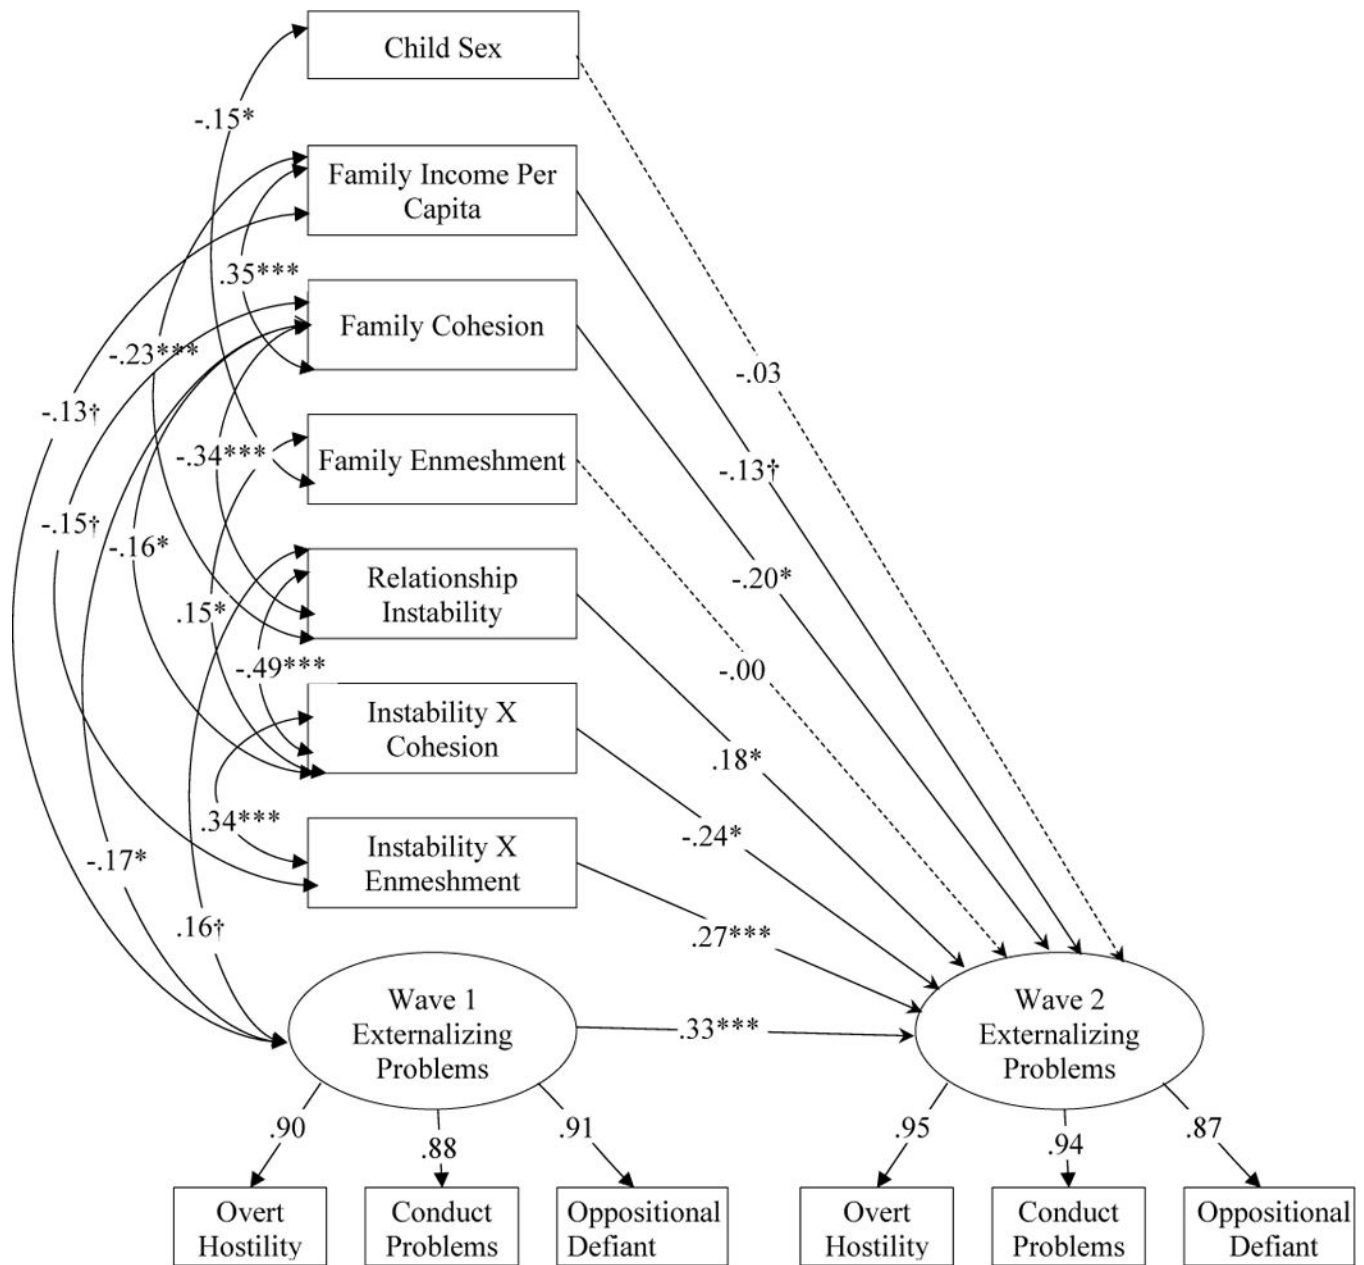 Child Sex
-.15*
Family Income Per
Capita
.35***
Family Cohesion
-.23***
-.03
-.13†
-.34***
Family Enmeshment
-.13†
-.15†
-.16*
Relationship
Instability
-.20*
.15*
-.49***
-.00
Instability X
Cohesion
.18*
.34***
-.24*
Instability X
Enmeshment
-.17*
.16†
.27***
Wave 1
Externalizing
Problems
.33***
Wave 2
Externalizing
Problems
.90
.88
.91
.95
.94
.87
Overt
Hostility
Conduct
Problems
Oppositional
Defiant
Overt
Hostility
Conduct
Problems
Oppositional
Defiant